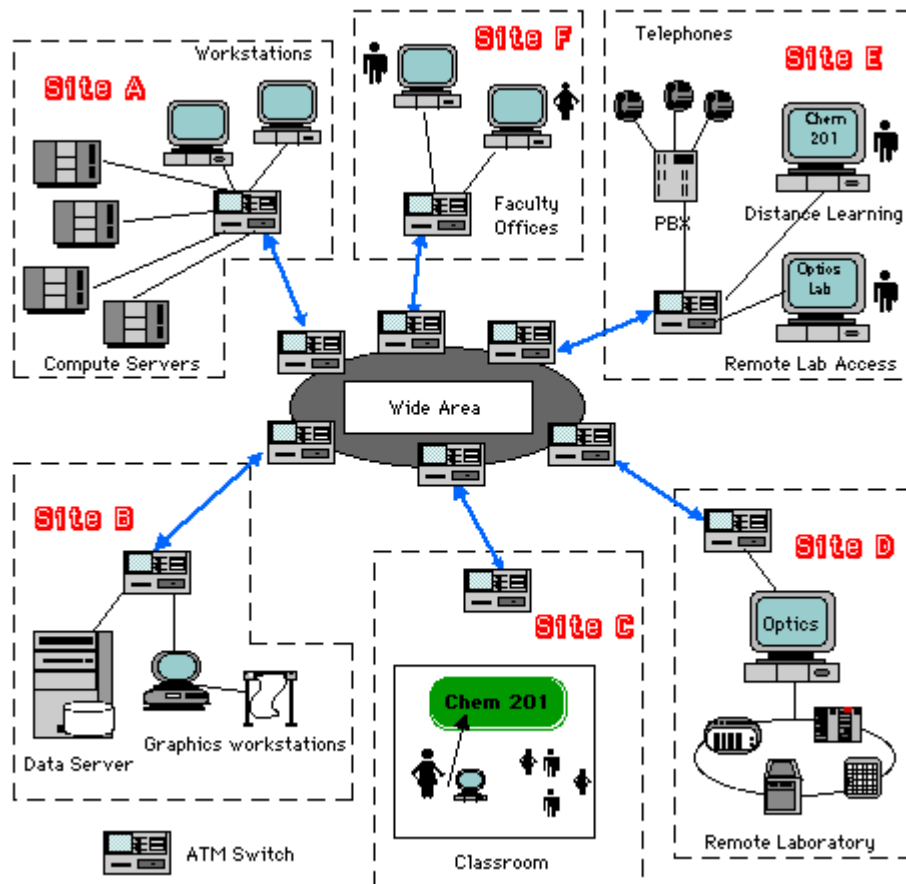 Workstations
Site A
Compute Servers
Site F
Faculty
Offices
Telephones
Site E
Chem
201
PBX
Distance Learning
Optics
Lab
Remote Lab Access
Wide Area
Site B
Data Server
Graphics workstations
Site C
Chem 201
Classroom
Site D
Optics
Remote Laboratory
ATM Switch